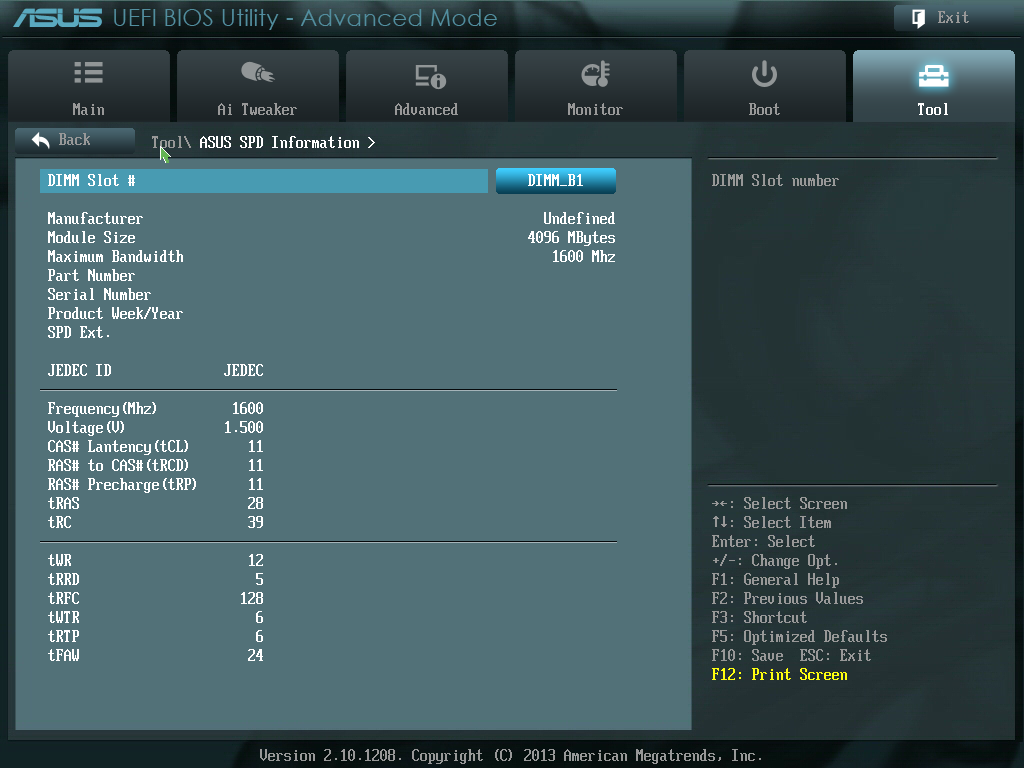 ASUS UEFI BIOS Utility - Advanced Mode
Exit
Main
Ai Tweaker
Advanced
Monitor
Boot
Tool
Back
Tool\ ASUS SPD Information >
DIMM Slot # DIMM_B1
Manufacturer Undefined
Module Size 4096 MBytes
Maximum Bandwidth 1600 Mhz
Part Number
Serial Number
Product Week/Year
SPD Ext.
JEDEC ID JEDEC
Frequency(Mhz) 1600
Voltage(V) 1.500
CAS# Lantency(tCL) 11
RAS# to CAS#(tRCD) 11
RAS# Precharge(tRP) 11
tRAS 28
tRC 39
tWR 12
tRRD 5
tRFC 128
tWTR 6
tRTP 6
tFAW 24
DIMM Slot number
→←: Select Screen
↑↓: Select Item
Enter: Select
+/-: Change Opt.
F1: General Help
F2: Previous Values
F3: Shortcut
F5: Optimized Defaults
F10: Save ESC: Exit
F12: Print Screen
Version 2.10.1208. Copyright (C) 2013 American Megatrends, Inc.